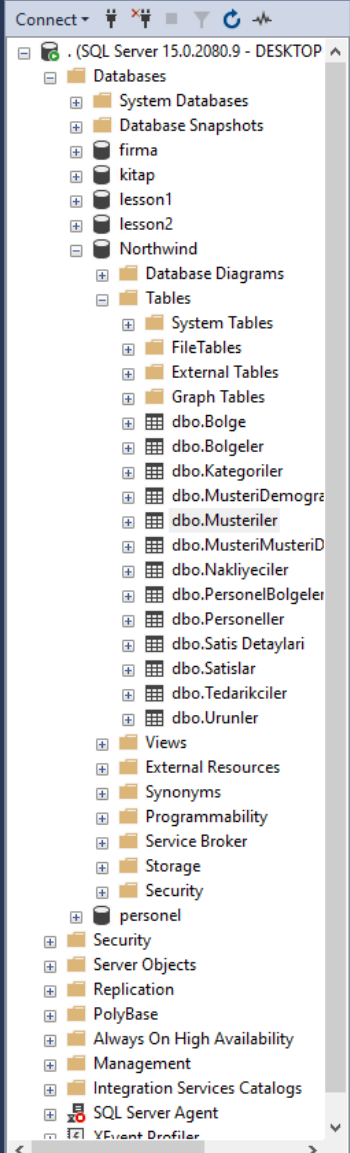 Connect
. (SQL Server 15.0.2080.9 - DESKTOP
Databases
System Databases
Database Snapshots
firma
kitap
lesson1
lesson2
Northwind
Database Diagrams
Tables
System Tables
FileTables
External Tables
Graph Tables
dbo.Bolge
dbo.Bolgeler
dbo.Kategoriler
dbo.MusteriDemogra
dbo.Musteriler
dbo.MusteriMusteriD
dbo.Nakliyeciler
dbo.PersonelBolgeler
dbo.Personeller
dbo.Satis Detaylari
dbo.Satislar
dbo.Tedarikciler
dbo.Urunler
Views
External Resources
Synonyms
Programmability
Service Broker
Storage
Security
personel
Security
Server Objects
Replication
PolyBase
Always On High Availability
Management
Integration Services Catalogs
SQL Server Agent
XEvent Profiler